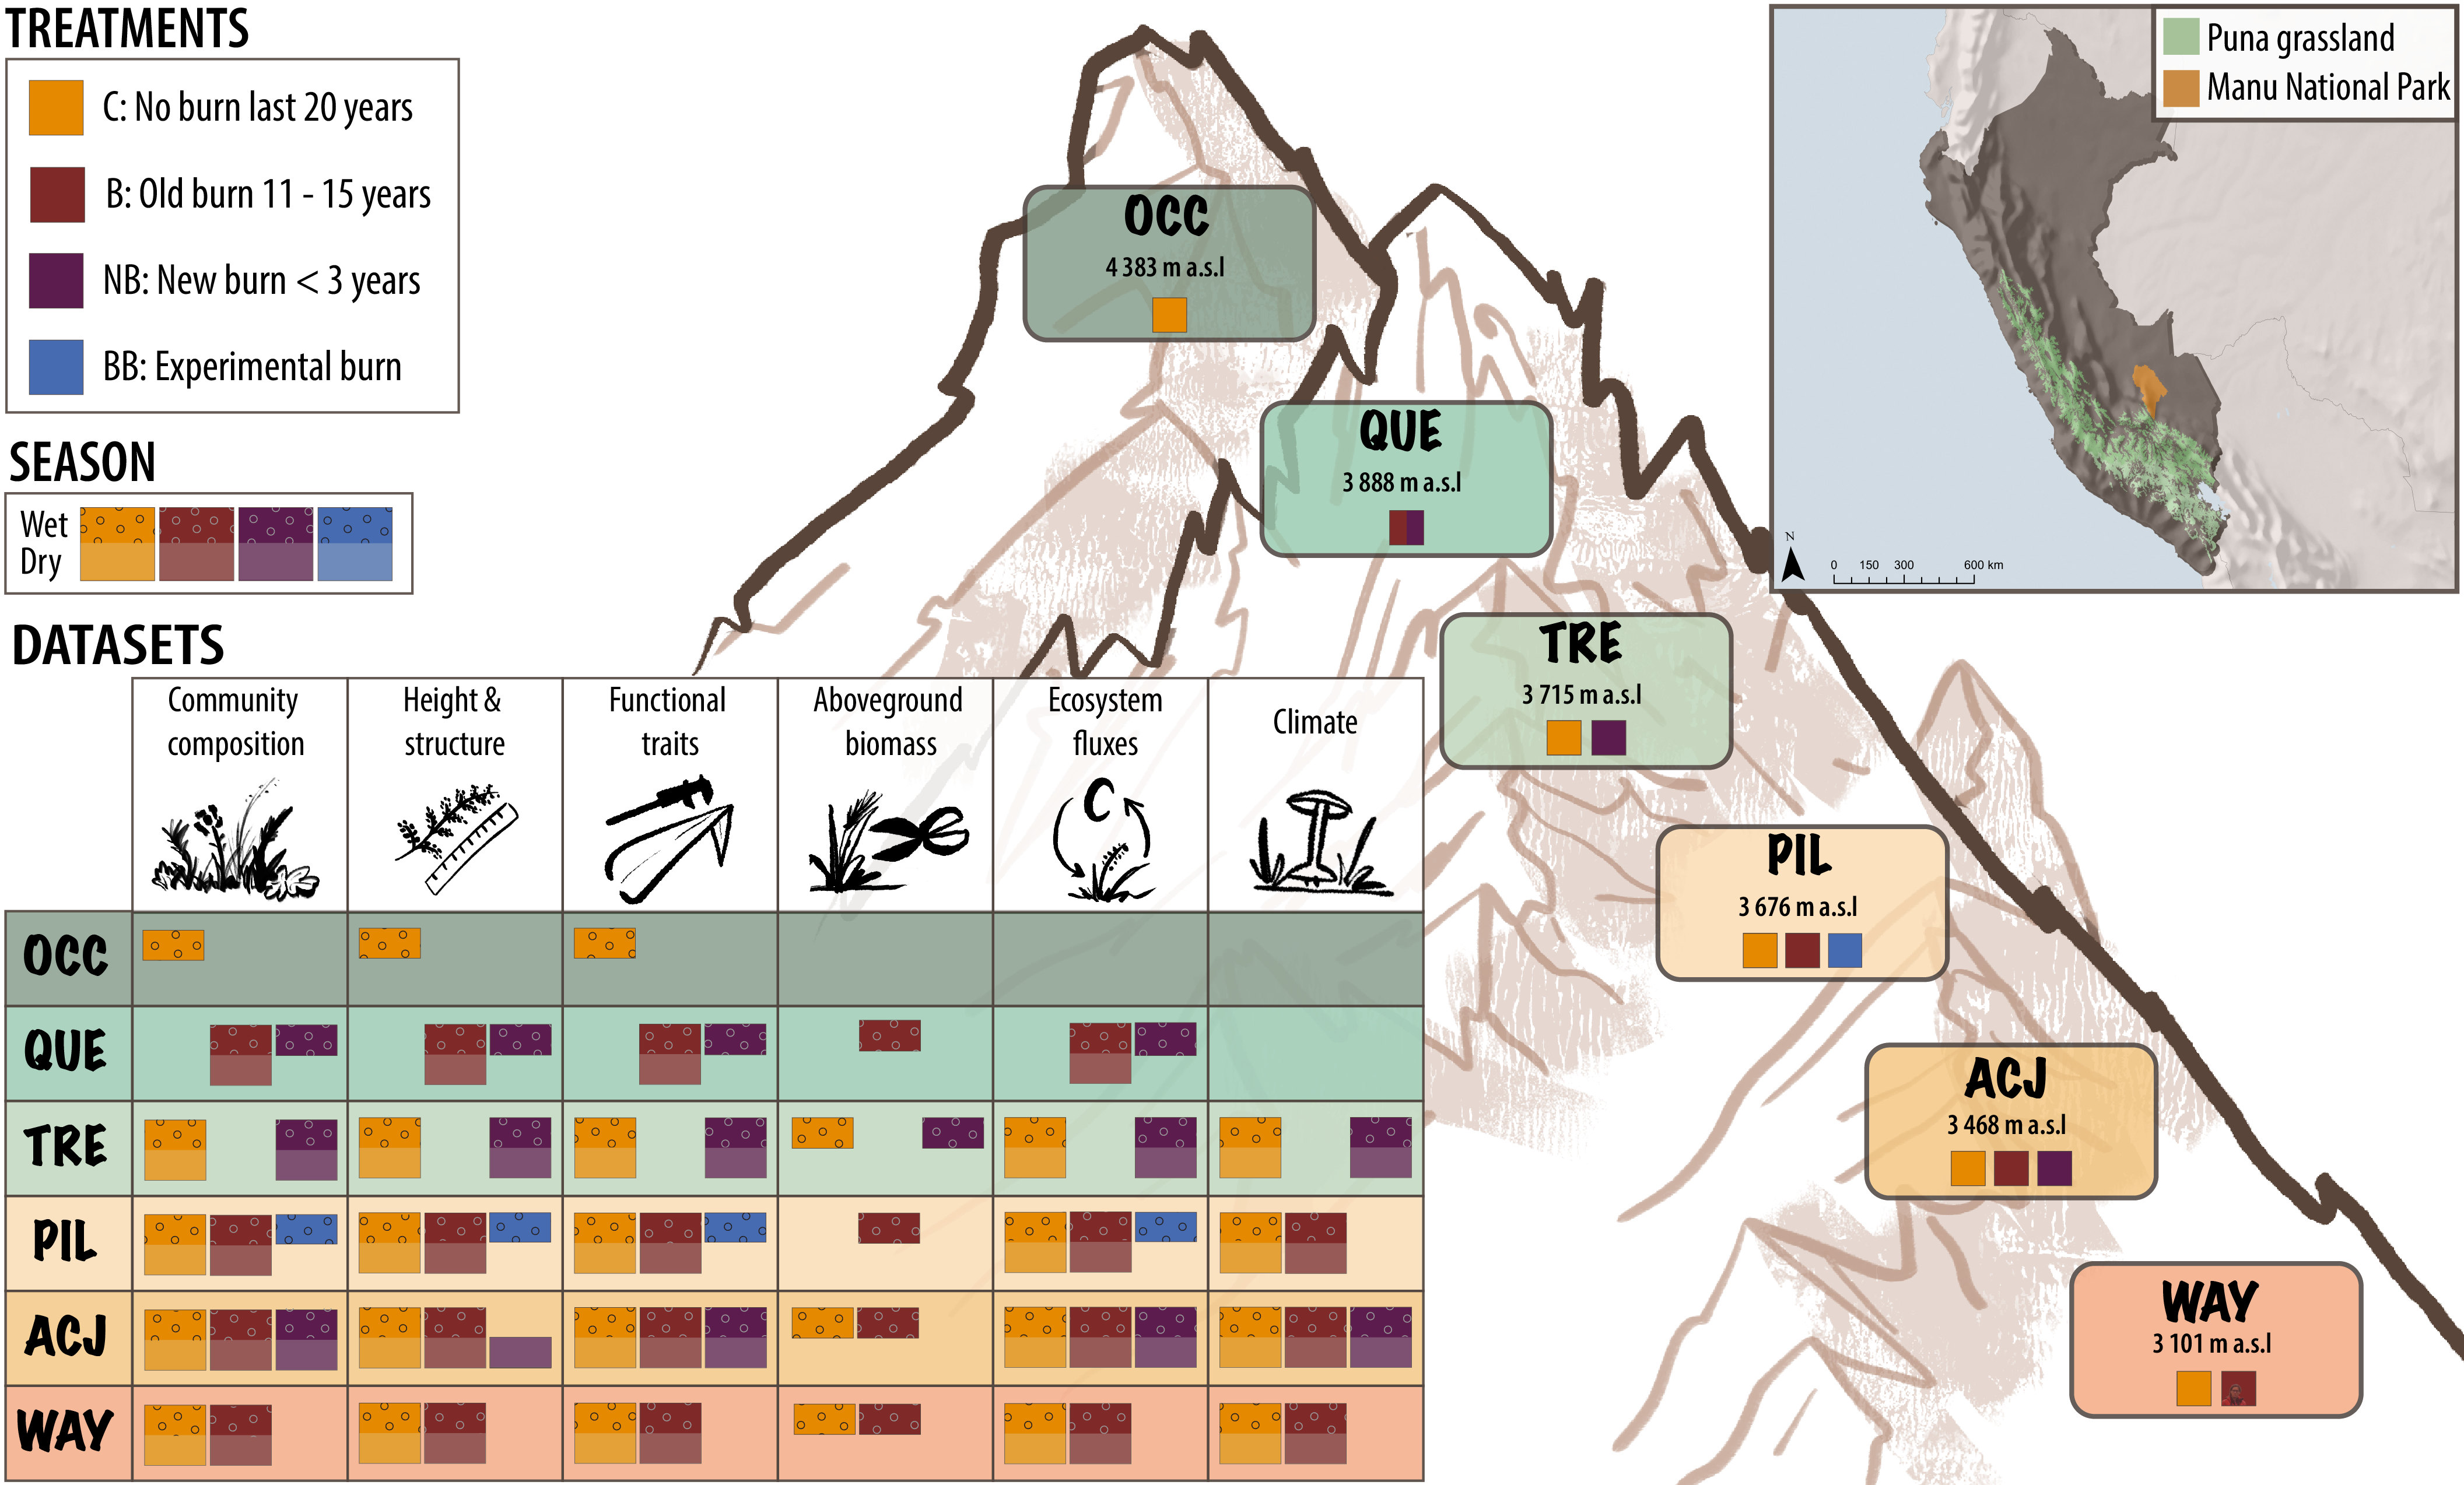 TREATMENTS
C: No burn last 20 years
B: Old burn 11 - 15 years
NB: New burn < 3 years
BB: Experimental burn
SEASON
Wet
Dry
DATASETS
Community
composition
Height &
structure
Functional
traits
Aboveground
biomass
Ecosystem
fluxes
Climate
C
OCC
QUE
TRE
PIL
ACJ
WAY
OCC
4 383 m a.s.l
QUE
3 888 m a.s.l
TRE
3 715 m a.s.l
PIL
3 676 m a.s.l
ACJ
3 468 m a.s.l
WAY
3 101 m a.s.l
Puna grassland
Manu National Park
N
0 150 300 600 km